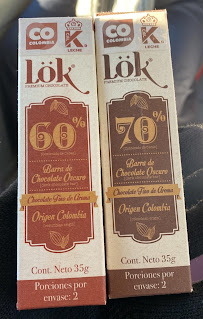 CO
COLOMBIA
K
LECHE
lök
PREMIUM CHOCOLATE
60%
Barra de
Chocolate Oscuro
Chocolate Fino de Aroma
Origen Colombia
Cont. Neto 35g
Porciones por
envase: 2
CO
COLOMBIA
K
LECHE
lök
PREMIUM CHOCOLATE
70%
Barra de
Chocolate Oscuro
Chocolate Fino de Aroma
Origen Colombia
Cont. Neto 35g
Porciones por
envase: 2